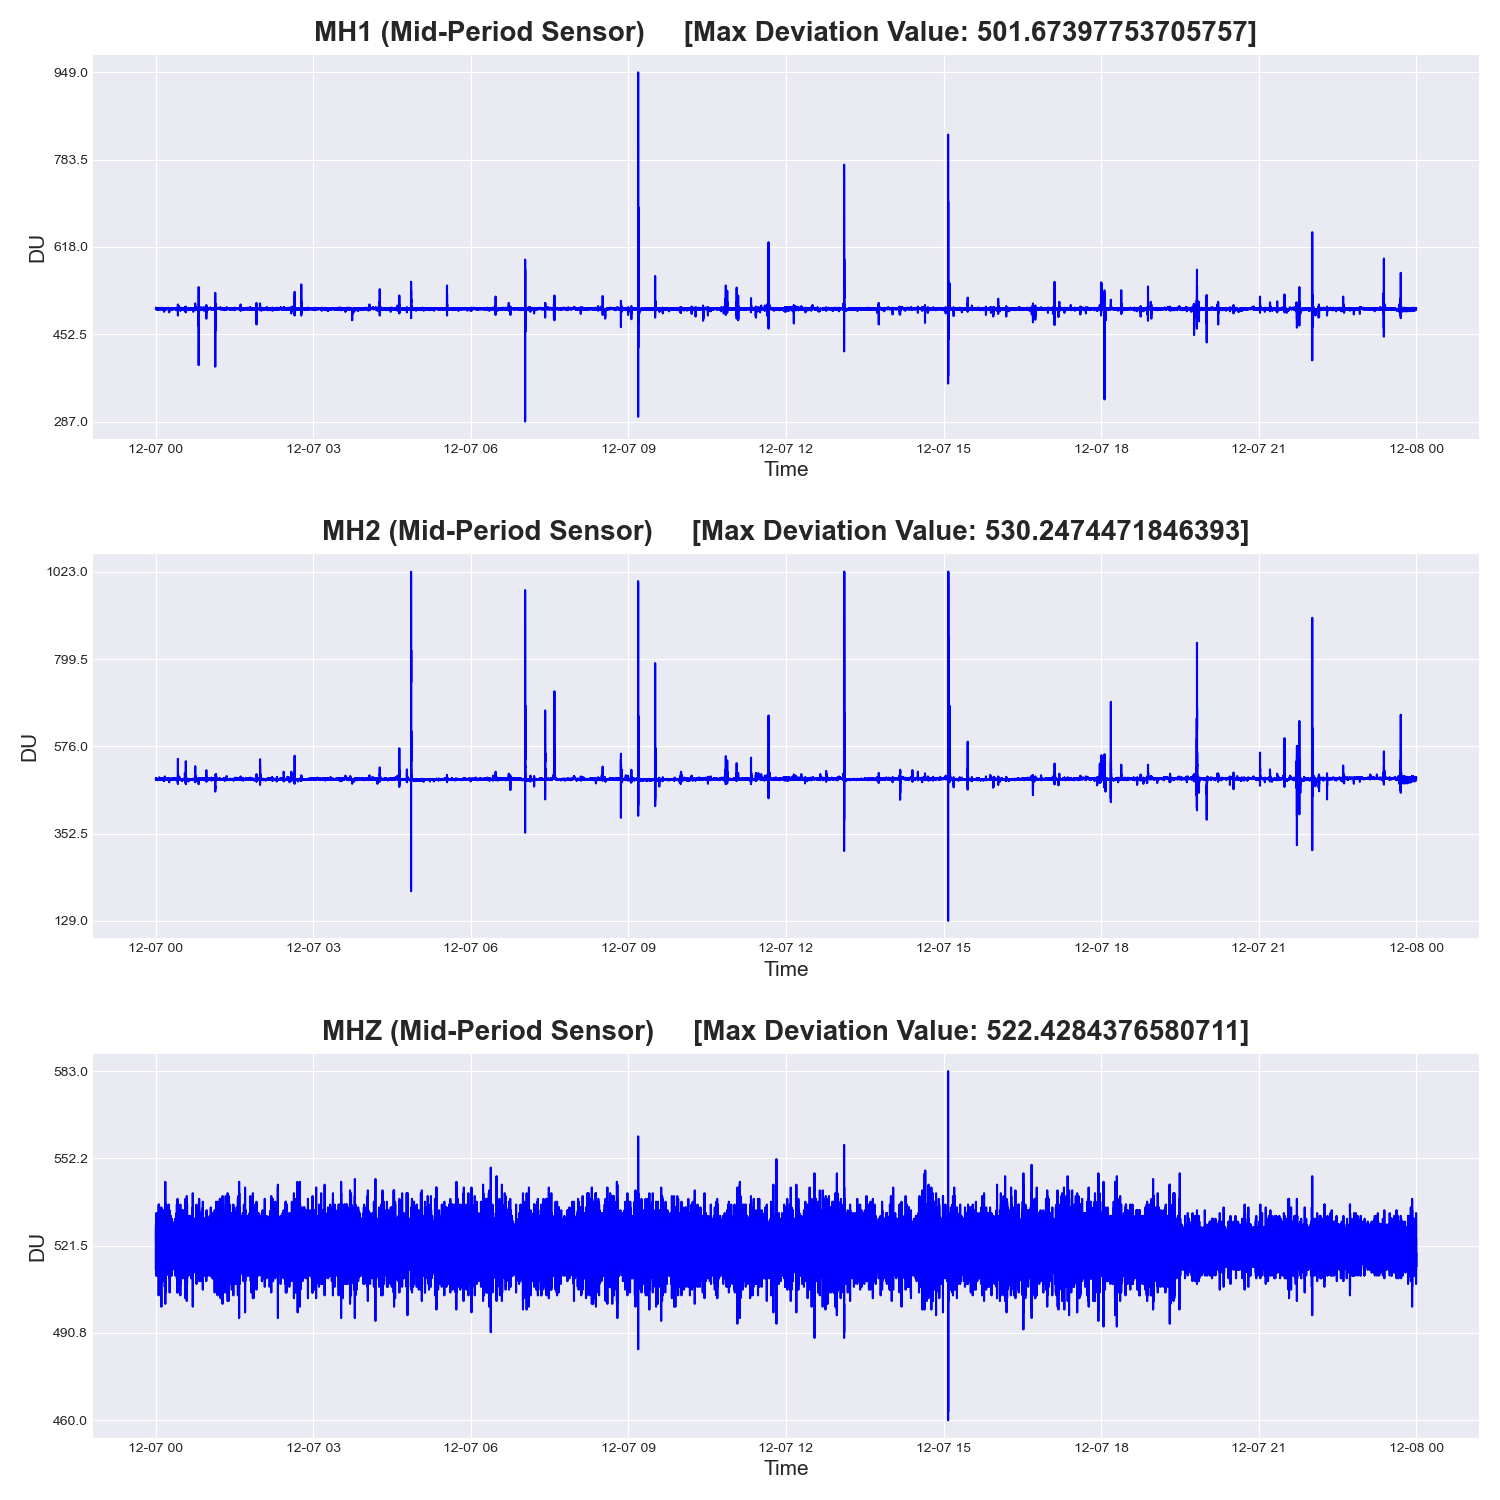 MH1 (Mid-Period Sensor) [Max Deviation Value: 501.67397753705757]
949.0
783.5
618.0
452.5
287.0
DU
12-07 00 12-07 03 12-07 06 12-07 09 12-07 12 12-07 15 12-07 18 12-07 21 12-08 00
Time
MH2 (Mid-Period Sensor) [Max Deviation Value: 530.2474471846393]
1023.0
799.5
576.0
352.5
129.0
DU
12-07 00 12-07 03 12-07 06 12-07 09 12-07 12 12-07 15 12-07 18 12-07 21 12-08 00
Time
MHZ (Mid-Period Sensor) [Max Deviation Value: 522.4284376580711]
583.0
552.2
521.5
490.8
460.0
DU
12-07 00 12-07 03 12-07 06 12-07 09 12-07 12 12-07 15 12-07 18 12-07 21 12-08 00
Time